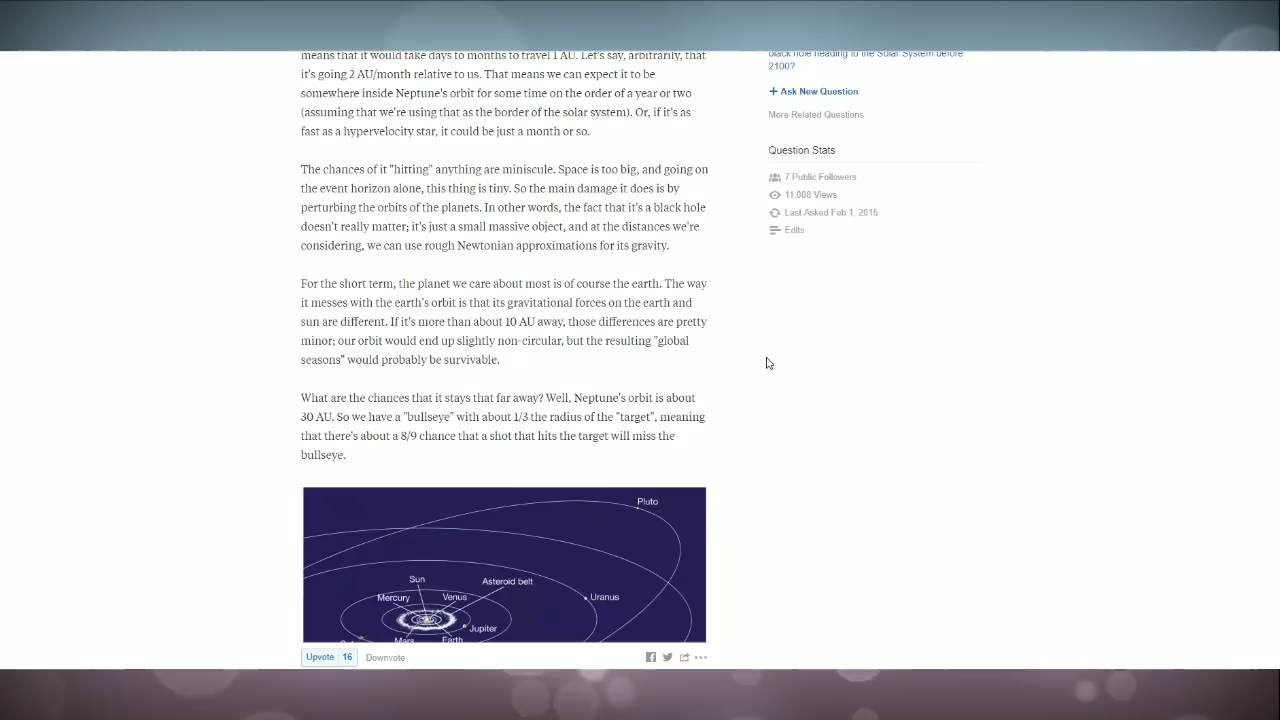 means that it would take days to months to travel 1 AU. Let's say, arbitrarily, that
it's going 2 AU/month relative to us. That means we can expect it to be
somewhere inside Neptune's orbit for some time on the order of a year or two
(assuming that we're using that as the border of the solar system). Or, if it's as
fast as a hypervelocity star, it could be just a month or so.
The chances of it "hitting" anything are miniscule. Space is too big, and going on
the event horizon alone, this thing is tiny. So the main damage it does is by
perturbing the orbits of the planets. In other words, the fact that it's a black hole
doesn't really matter; it's just a small massive object, and at the distances we're
considering, we can use rough Newtonian approximations for its gravity.
For the short term, the planet we care about most is of course the earth. The way
it messes with the earth's orbit is that its gravitational forces on the earth and
sun are different. If it's more than about 10 AU away, those differences are pretty
minor; our orbit would end up slightly non-circular, but the resulting "global
seasons" would probably be survivable.
What are the chances that it stays that far away? Well, Neptune's orbit is about
30 AU. So we have a "bullseye" with about 1/3 the radius of the "target", meaning
that there's about a 8/9 chance that a shot that hits the target will miss the
bullseye.
Pluto
Sun
Asteroid belt
Mercury
Venus
Uranus
Jupiter
Mars
Earth
Upvote 16
Downvote
black hole heading to the Solar System before
2100?
+ Ask New Question
More Related Questions
Question Stats
7 Public Followers
11,008 Views
Last Asked Feb 1, 2015
Edits